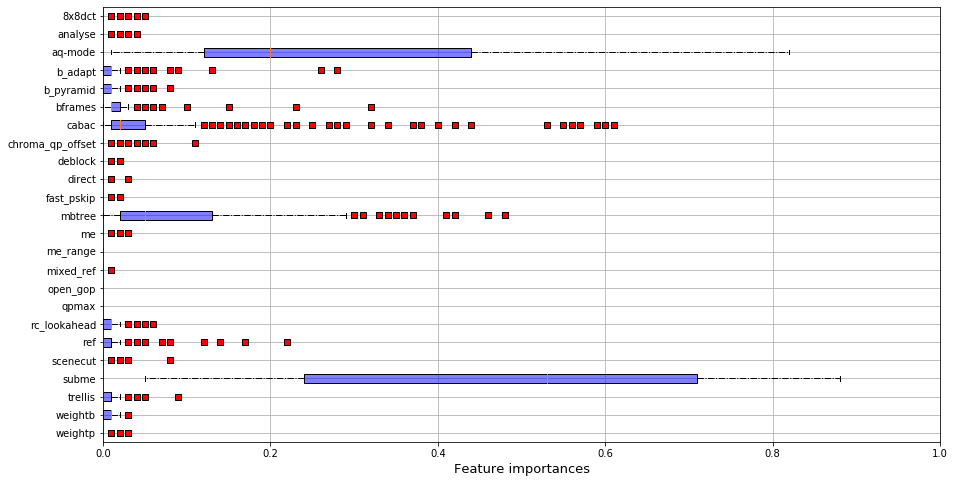 8x8dct
analyse
aq-mode
b_adapt
b_pyramid
bframes
cabac
chroma_qp_offset
deblock
direct
fast_pskip
mbtree
me
me_range
mixed_ref
open_gop
qpmax
rc_lookahead
ref
scenecut
subme
trellis
weightb
weightp
0.0 0.2 0.4 0.6 0.8 1.0
Feature importances